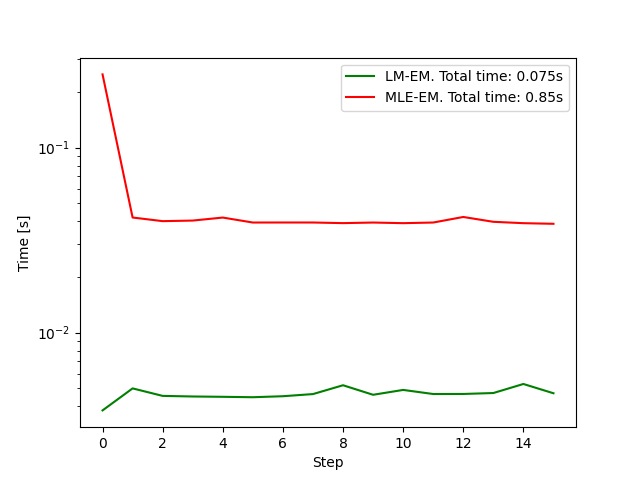 LM-EM. Total time: 0.075s
MLE-EM. Total time: 0.85s
10⁻¹
10⁻²
Time [s]
0 2 4 6 8 10 12 14
Step